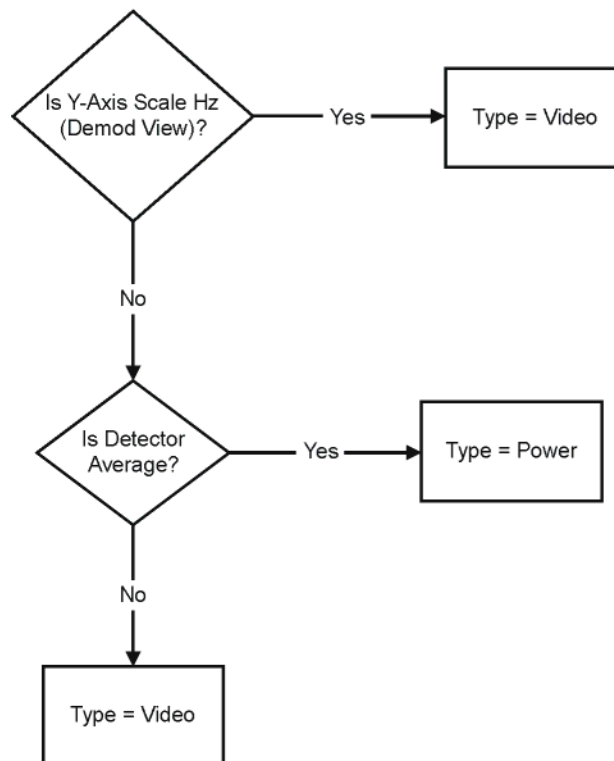 Is Y-Axis Scale Hz
(Demod View)?
Yes
Type = Video
No
Is Detector
Average?
Yes
Type = Power
No
Type = Video